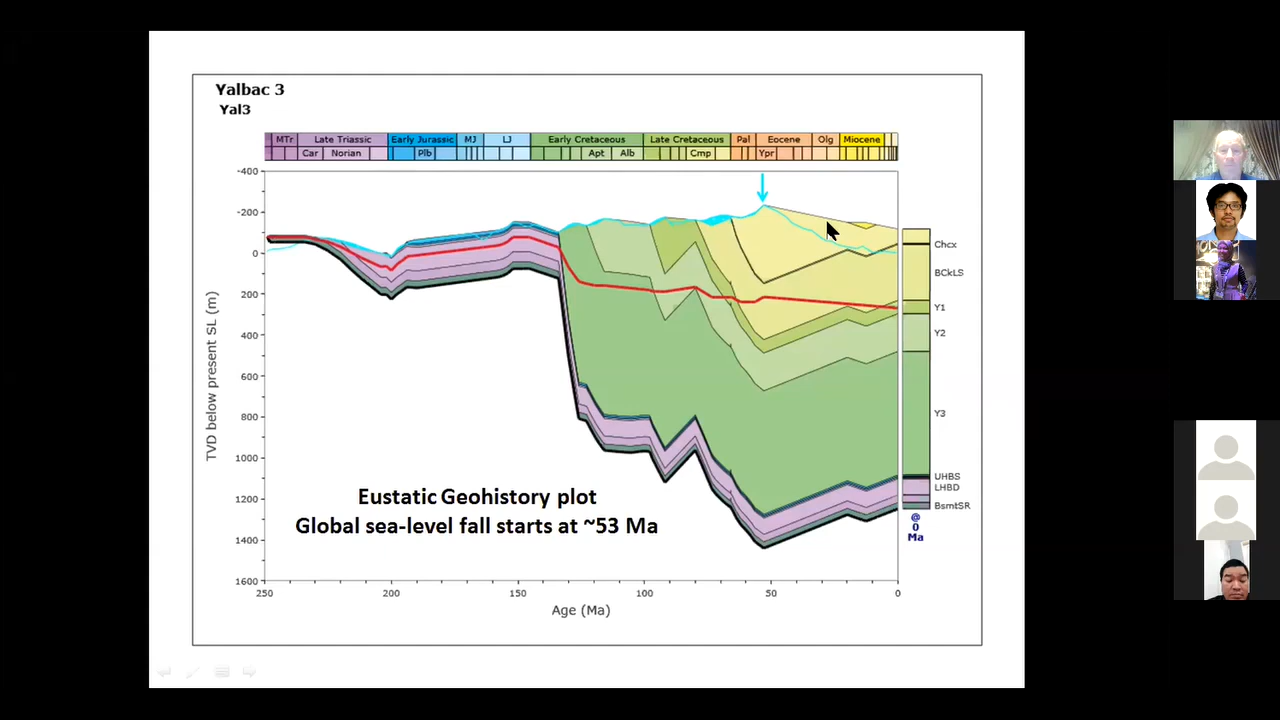 Yalbac 3
Yal3
MTr Late Triassic Early Jurassic MJ LJ Early Cretaceous Late Cretaceous Pal Eocene Olg Miocene
Car Norian Plb Apt Alb Cmp Ypr
-400
-200
0
200
400
600
800
1000
1200
1400
1600
TVD below present SL (m)
250 200 150 100 50 0
Age (Ma)
Eustatic Geohistory plot
Global sea-level fall starts at ~53 Ma
Chcx
BCkLS
Y1
Y2
Y3
UHBS
LHBD
BsmtSR
@
0
Ma